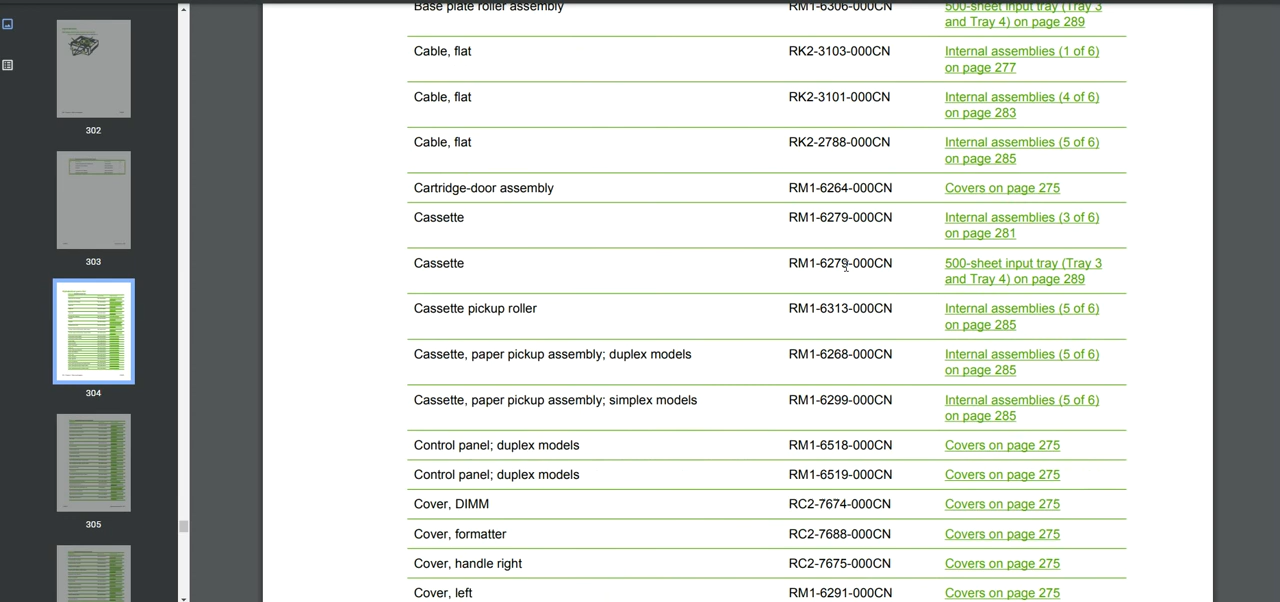 Base plate roller assembly RM1-6306-000CN 500-sheet input tray (Tray 3
and Tray 4) on page 289
Cable, flat RK2-3103-000CN Internal assemblies (1 of 6)
on page 277
Cable, flat RK2-3101-000CN Internal assemblies (4 of 6)
on page 283
Cable, flat RK2-2788-000CN Internal assemblies (5 of 6)
on page 285
Cartridge-door assembly RM1-6264-000CN Covers on page 275
Cassette RM1-6279-000CN Internal assemblies (3 of 6)
on page 281
Cassette RM1-6279-000CN 500-sheet input tray (Tray 3
and Tray 4) on page 289
Cassette pickup roller RM1-6313-000CN Internal assemblies (5 of 6)
on page 285
Cassette, paper pickup assembly; duplex models RM1-6268-000CN Internal assemblies (5 of 6)
on page 285
Cassette, paper pickup assembly; simplex models RM1-6299-000CN Internal assemblies (5 of 6)
on page 285
Control panel; duplex models RM1-6518-000CN Covers on page 275
Control panel; duplex models RM1-6519-000CN Covers on page 275
Cover, DIMM RC2-7674-000CN Covers on page 275
Cover, formatter RC2-7688-000CN Covers on page 275
Cover, handle right RC2-7675-000CN Covers on page 275
Cover, left RM1-6291-000CN Covers on page 275
302
303
304
305